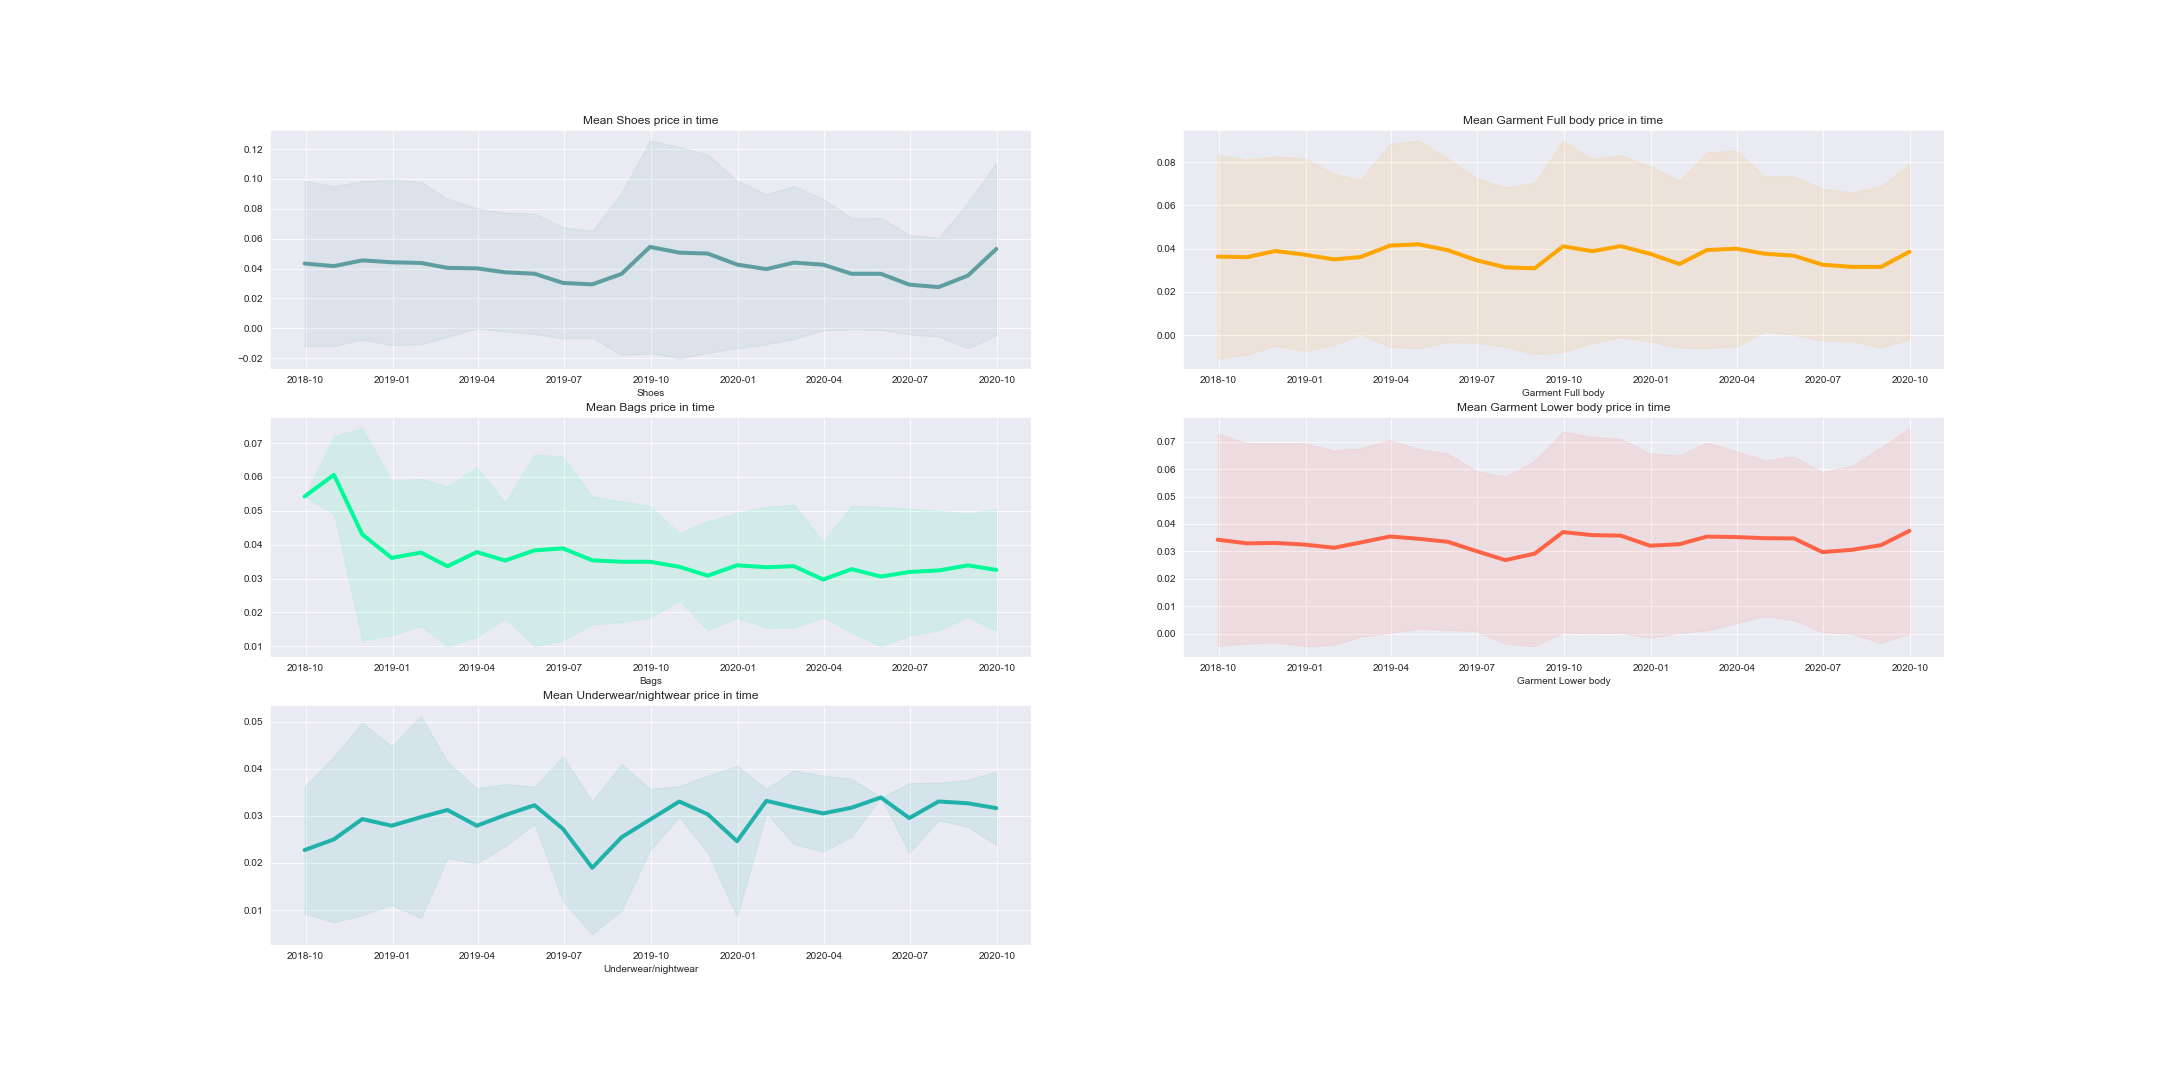 Mean Shoes price in time
0.12
0.10
0.08
0.06
0.04
0.02
0.00
−0.02
2018-10 2019-01 2019-04 2019-07 2019-10 2020-01 2020-04 2020-07 2020-10
Shoes
Mean Garment Full body price in time
0.08
0.06
0.04
0.02
0.00
2018-10 2019-01 2019-04 2019-07 2019-10 2020-01 2020-04 2020-07 2020-10
Garment Full body
Mean Bags price in time
0.07
0.06
0.05
0.04
0.03
0.02
0.01
2018-10 2019-01 2019-04 2019-07 2019-10 2020-01 2020-04 2020-07 2020-10
Bags
Mean Garment Lower body price in time
0.07
0.06
0.05
0.04
0.03
0.02
0.01
0.00
2018-10 2019-01 2019-04 2019-07 2019-10 2020-01 2020-04 2020-07 2020-10
Garment Lower body
Mean Underwear/nightwear price in time
0.05
0.04
0.03
0.02
0.01
2018-10 2019-01 2019-04 2019-07 2019-10 2020-01 2020-04 2020-07 2020-10
Underwear/nightwear